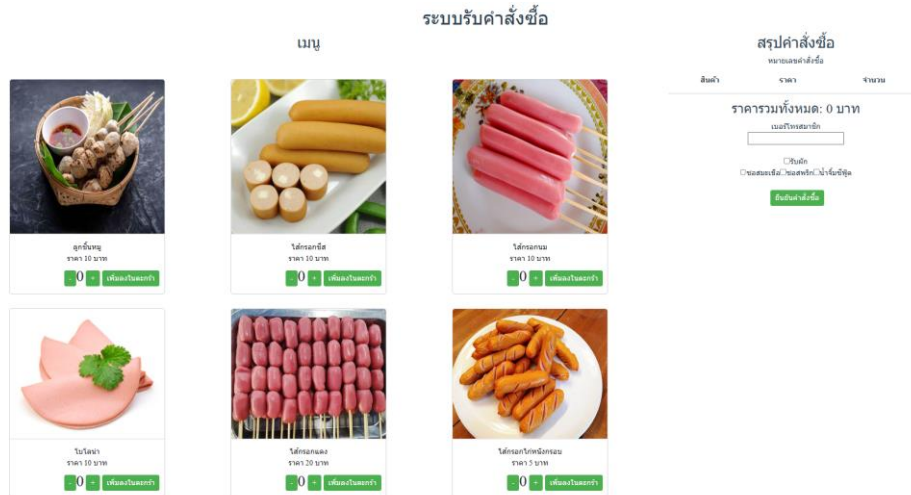 ระบบรับคำสั่งซื้อ
เมนู
ลูกชิ้นหมู
ราคา 10 บาท
- 0 + เพิ่มลงในตะกร้า
ไส้กรอกชีส
ราคา 10 บาท
- 0 + เพิ่มลงในตะกร้า
ไส้กรอกนม
ราคา 10 บาท
- 0 + เพิ่มลงในตะกร้า
โบโลน่า
ราคา 10 บาท
- 0 + เพิ่มลงในตะกร้า
ไส้กรอกแดง
ราคา 20 บาท
- 0 + เพิ่มลงในตะกร้า
ไส้กรอกไก่หนังกรอบ
ราคา 5 บาท
- 0 + เพิ่มลงในตะกร้า
สรุปคำสั่งซื้อ
หมายเลขคำสั่งซื้อ
สินค้า ราคา จำนวน
ราคารวมทั้งหมด: 0 บาท
เบอร์โทรสมาชิก
รับผัก
ซอสมะเขือ ซอสพริก น้ำจิ้มซีฟู้ด
ยืนยันคำสั่งซื้อ